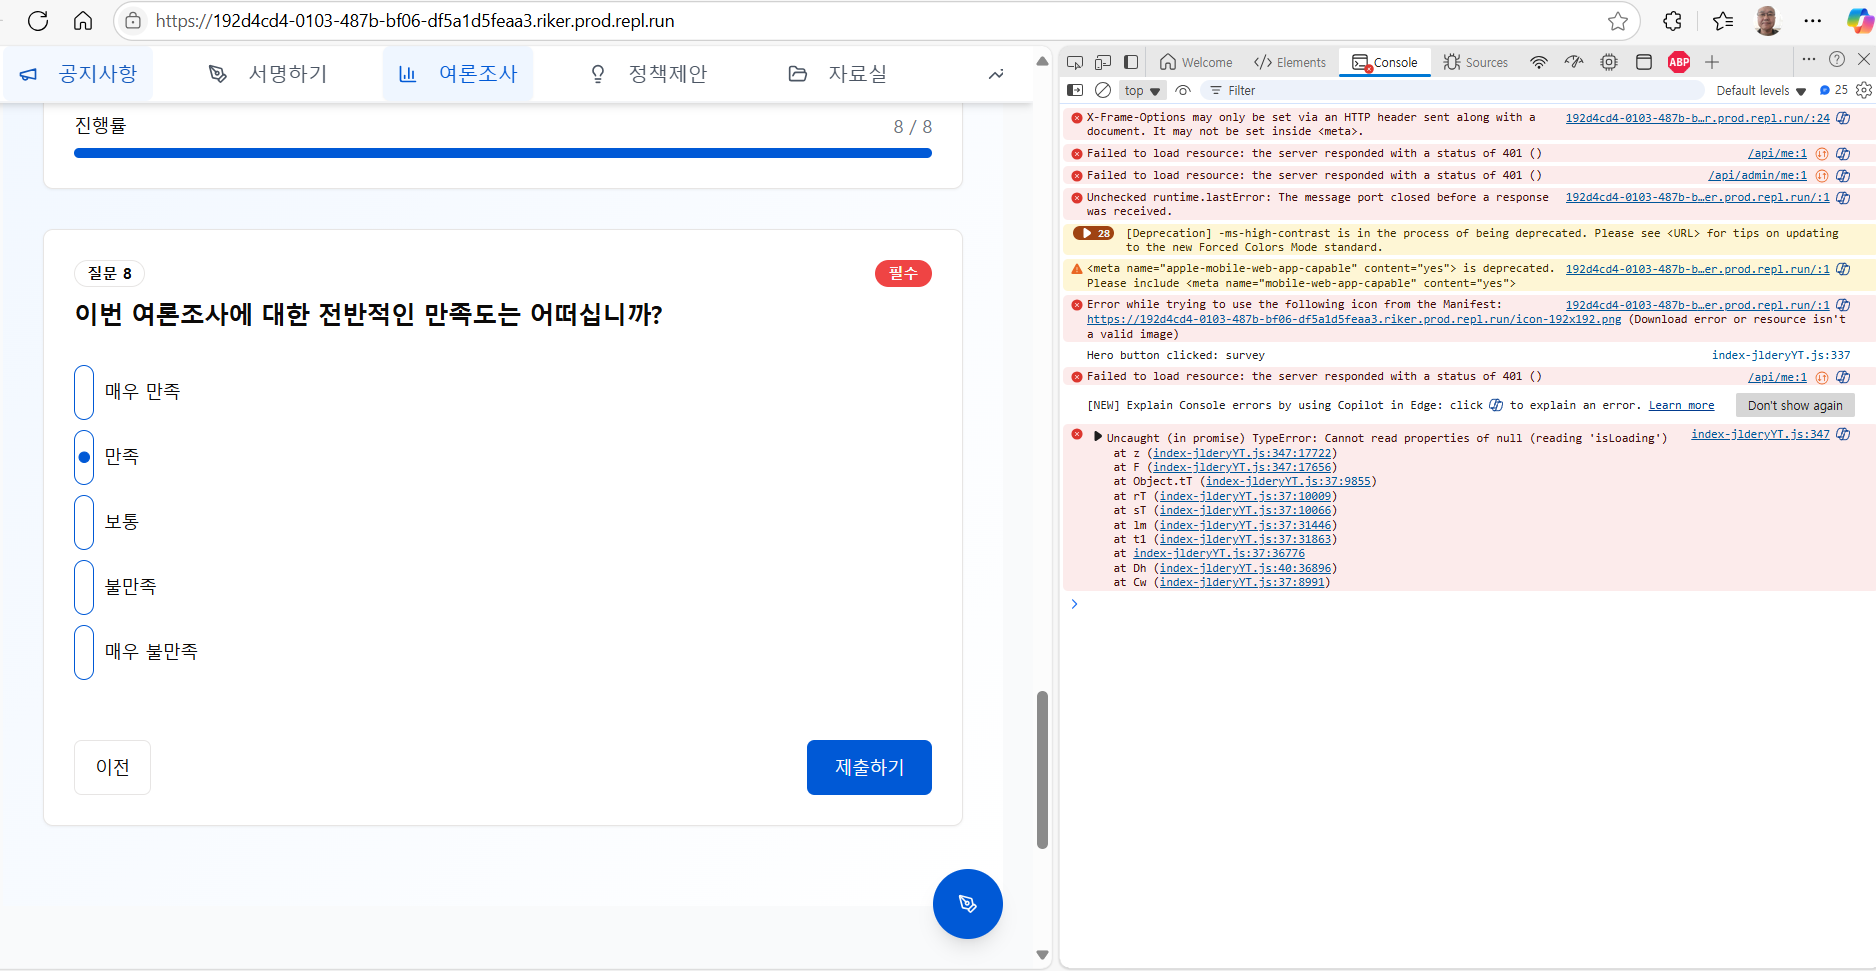 https://192d4cd4-0103-487b-bf06-df5a1d5feaa3.riker.prod.repl.run
공지사항 서명하기 여론조사 정책제안 자료실
진행률 8 / 8
질문 8 필수
이번 여론조사에 대한 전반적인 만족도는 어떠십니까?
매우 만족
만족
보통
불만족
매우 불만족
이전 제출하기
Welcome Elements Console Sources ABP
top Filter Default levels 25
X-Frame-Options may only be set via an HTTP header sent along with a 192d4cd4-0103-487b-b…r.prod.repl.run/:24
document. It may not be set inside <meta>.
Failed to load resource: the server responded with a status of 401 () /api/me:1
Failed to load resource: the server responded with a status of 401 () /api/admin/me:1
Unchecked runtime.lastError: The message port closed before a response 192d4cd4-0103-487b-b…er.prod.repl.run/:1
was received.
28 [Deprecation] -ms-high-contrast is in the process of being deprecated. Please see <URL> for tips on updating
to the new Forced Colors Mode standard.
<meta name="apple-mobile-web-app-capable" content="yes"> is deprecated. 192d4cd4-0103-487b-b…er.prod.repl.run/:1
Please include <meta name="mobile-web-app-capable" content="yes">
Error while trying to use the following icon from the Manifest: 192d4cd4-0103-487b-b…er.prod.repl.run/:1
https://192d4cd4-0103-487b-bf06-df5a1d5feaa3.riker.prod.repl.run/icon-192x192.png (Download error or resource isn't
a valid image)
Hero button clicked: survey index-jlderyYT.js:337
Failed to load resource: the server responded with a status of 401 () /api/me:1
[NEW] Explain Console errors by using Copilot in Edge: click to explain an error. Learn more Don't show again
Uncaught (in promise) TypeError: Cannot read properties of null (reading 'isLoading') index-jlderyYT.js:347
at z (index-jlderyYT.js:347:17722)
at F (index-jlderyYT.js:347:17656)
at Object.tT (index-jlderyYT.js:37:9855)
at rT (index-jlderyYT.js:37:10009)
at sT (index-jlderyYT.js:37:10066)
at lm (index-jlderyYT.js:37:31446)
at t1 (index-jlderyYT.js:37:31863)
at index-jlderyYT.js:37:36776
at Dh (index-jlderyYT.js:40:36896)
at Cw (index-jlderyYT.js:37:8991)